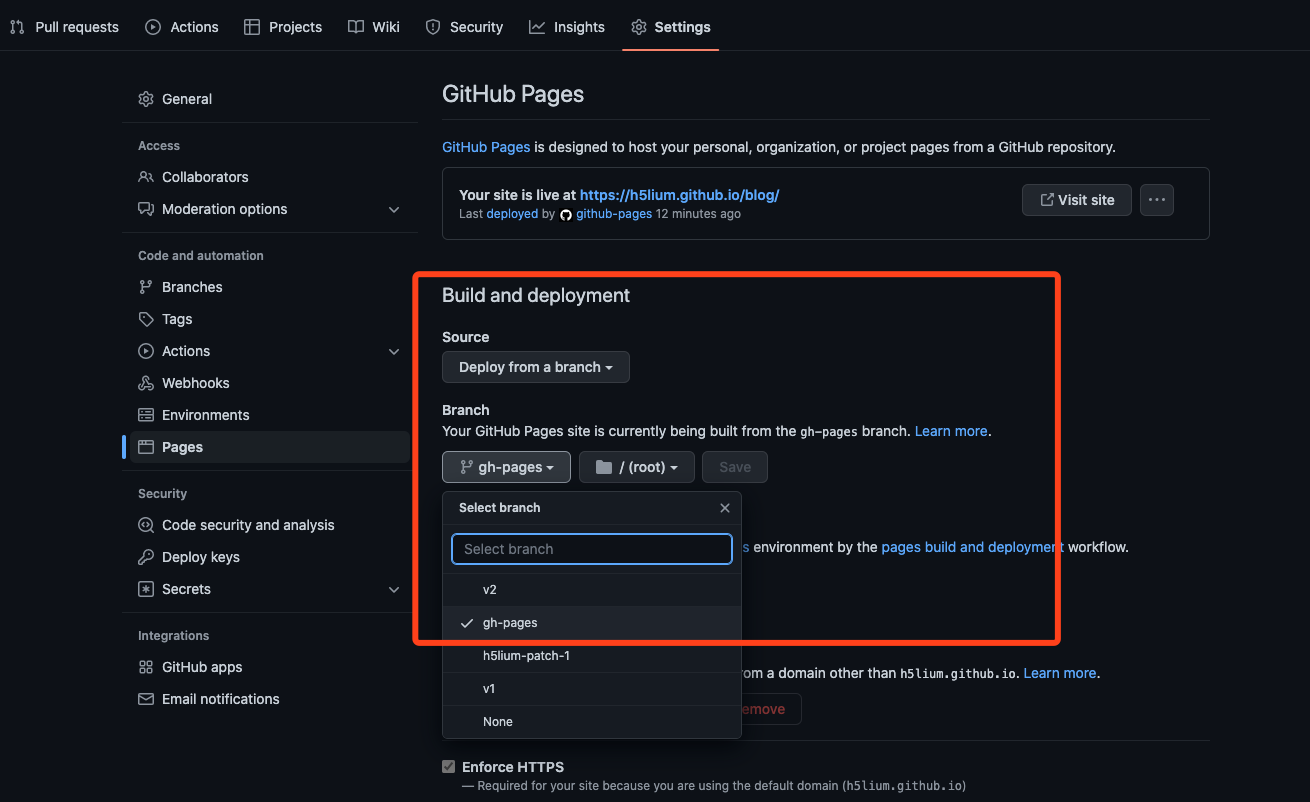 Pull requests
Actions
Projects
Wiki
Security
Insights
Settings
General
Access
Collaborators
Moderation options
Code and automation
Branches
Tags
Actions
Webhooks
Environments
Pages
Security
Code security and analysis
Deploy keys
Secrets
Integrations
GitHub apps
Email notifications
GitHub Pages
GitHub Pages is designed to host your personal, organization, or project pages from a GitHub repository.
Your site is live at https://h5lium.github.io/blog/
Last deployed by github-pages 12 minutes ago
Visit site
Build and deployment
Source
Deploy from a branch
Branch
Your GitHub Pages site is currently being built from the gh-pages branch. Learn more.
gh-pages
/ (root)
Save
Select branch
Select branch
s environment by the pages build and deployment workflow.
v2
gh-pages
h5lium-patch-1
v1
None
om a domain other than h5lium.github.io. Learn more.
emove
Enforce HTTPS
— Required for your site because you are using the default domain (h5lium.github.io)